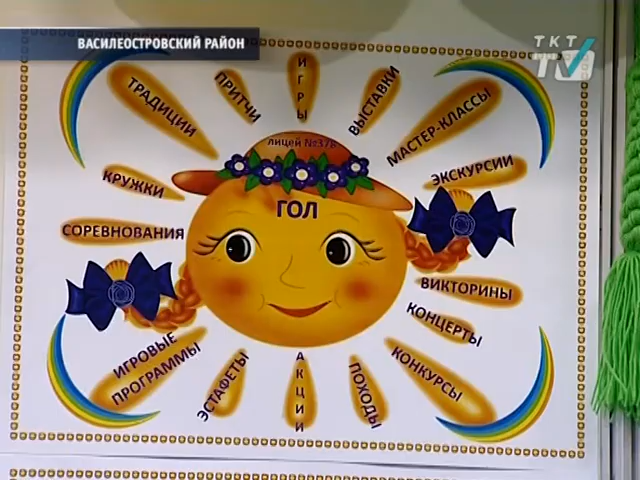 ВАСИЛЕОСТРОВСКИЙ РАЙОН
ТКТ
TV
ТРАДИЦИИ
ПРИТЧИ
ИГРЫ
ВЫСТАВКИ
МАСТЕР-КЛАССЫ
ЭКСКУРСИИ
лицей №378
ГОЛ
КРУЖКИ
СОРЕВНОВАНИЯ
ВИКТОРИНЫ
КОНЦЕРТЫ
КОНКУРСЫ
ПОХОДЫ
АКЦИИ
ЭСТАФЕТЫ
ИГРОВЫЕ
ПРОГРАММЫ